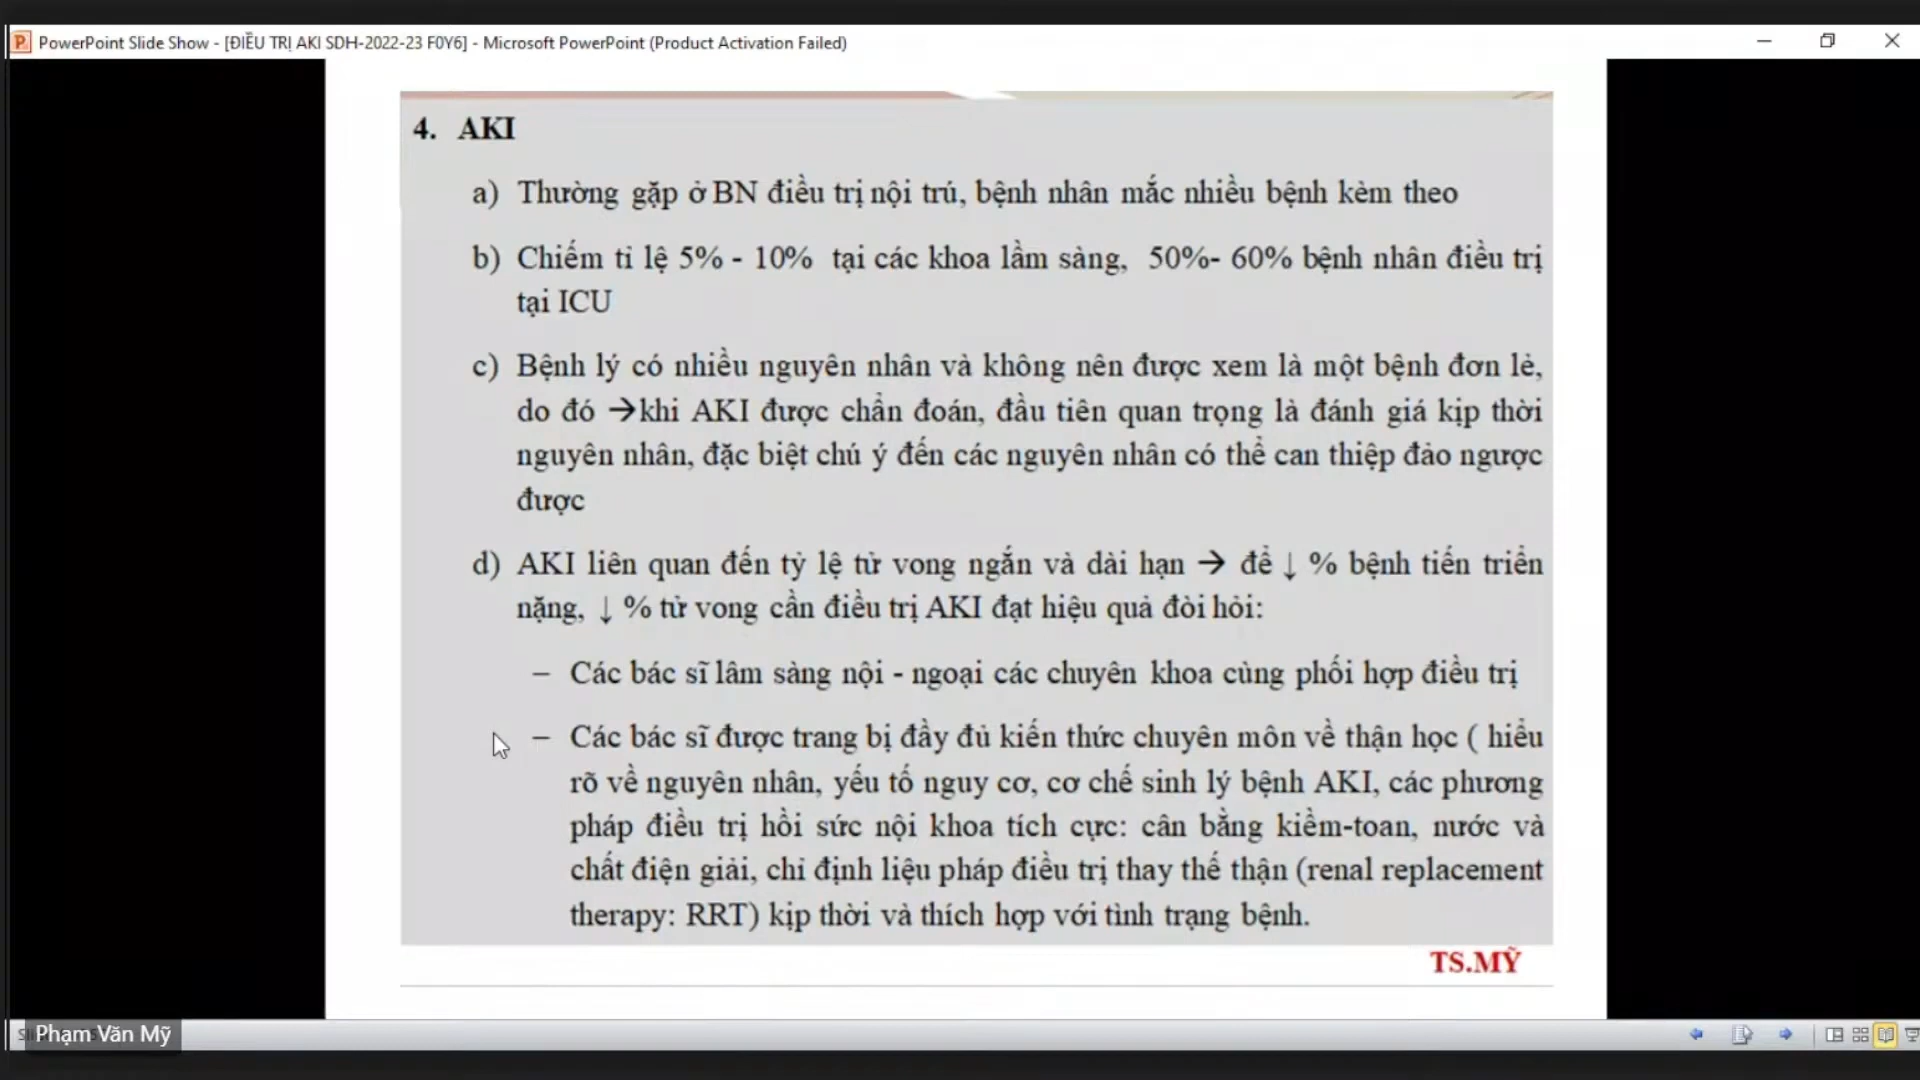 PowerPoint Slide Show - [ĐIỀU TRỊ AKI SDH-2022-23 F0Y6] - Microsoft PowerPoint (Product Activation Failed)
4. AKI
a) Thường gặp ở BN điều trị nội trú, bệnh nhân mắc nhiều bệnh kèm theo
b) Chiếm tỉ lệ 5% - 10% tại các khoa lầm sàng, 50%- 60% bệnh nhân điều trị
tại ICU
c) Bệnh lý có nhiều nguyên nhân và không nên được xem là một bệnh đơn lẻ,
do đó →khi AKI được chẩn đoán, đầu tiên quan trọng là đánh giá kịp thời
nguyên nhân, đặc biệt chú ý đến các nguyên nhân có thể can thiệp đảo ngược
được
d) AKI liên quan đến tỷ lệ tử vong ngắn và dài hạn → để ↓ % bệnh tiến triển
nặng, ↓ % tử vong cần điều trị AKI đạt hiệu quả đòi hỏi:
– Các bác sĩ lâm sàng nội - ngoại các chuyên khoa cùng phối hợp điều trị
– Các bác sĩ được trang bị đầy đủ kiến thức chuyên môn về thận học ( hiểu
rõ về nguyên nhân, yếu tố nguy cơ, cơ chế sinh lý bệnh AKI, các phương
pháp điều trị hồi sức nội khoa tích cực: cân bằng kiềm-toan, nước và
chất điện giải, chỉ định liệu pháp điều trị thay thế thận (renal replacement
therapy: RRT) kịp thời và thích hợp với tình trạng bệnh.
TS.MỸ
Phạm Văn Mỹ